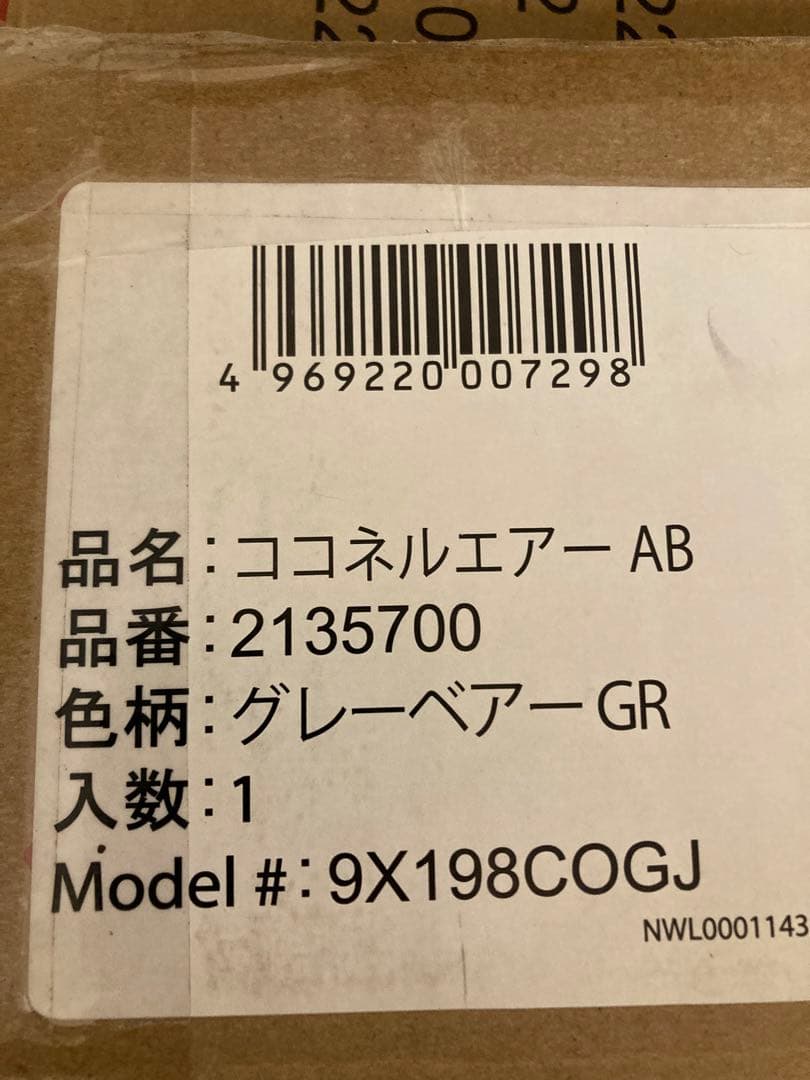 4 969220 007298
品名:ココネルエアー AB
品番:2135700
色柄:グレーベアー GR
入数:1
Model #:9X198COGJ
NWL0001143